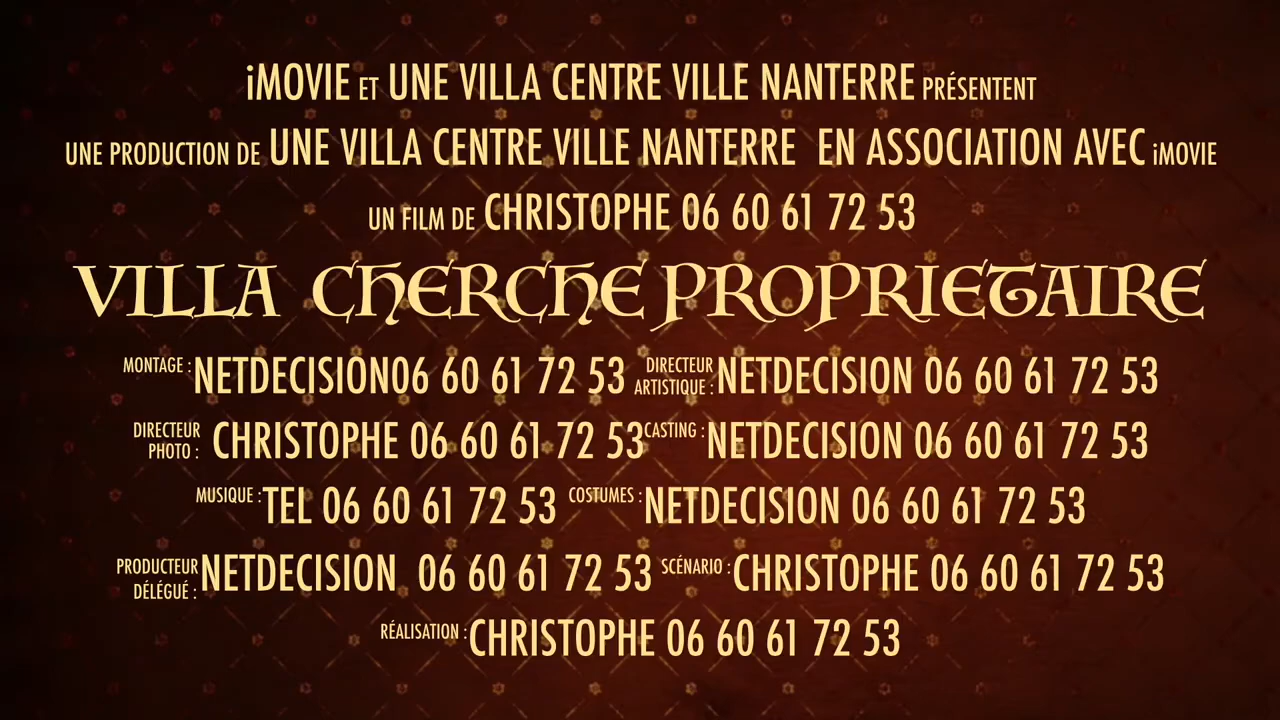 iMOVIE ET UNE VILLA CENTRE VILLE NANTERRE PRÉSENTENT
UNE PRODUCTION DE UNE VILLA CENTRE VILLE NANTERRE EN ASSOCIATION AVEC iMOVIE
UN FILM DE CHRISTOPHE 06 60 61 72 53
VILLA CHERCHE PROPRIETAIRE
MONTAGE : NETDECISION06 60 61 72 53 DIRECTEUR ARTISTIQUE : NETDECISION 06 60 61 72 53
DIRECTEUR PHOTO : CHRISTOPHE 06 60 61 72 53 CASTING : NETDECISION 06 60 61 72 53
MUSIQUE : TEL 06 60 61 72 53 COSTUMES : NETDECISION 06 60 61 72 53
PRODUCTEUR DÉLÉGUÉ : NETDECISION 06 60 61 72 53 SCÉNARIO : CHRISTOPHE 06 60 61 72 53
RÉALISATION : CHRISTOPHE 06 60 61 72 53